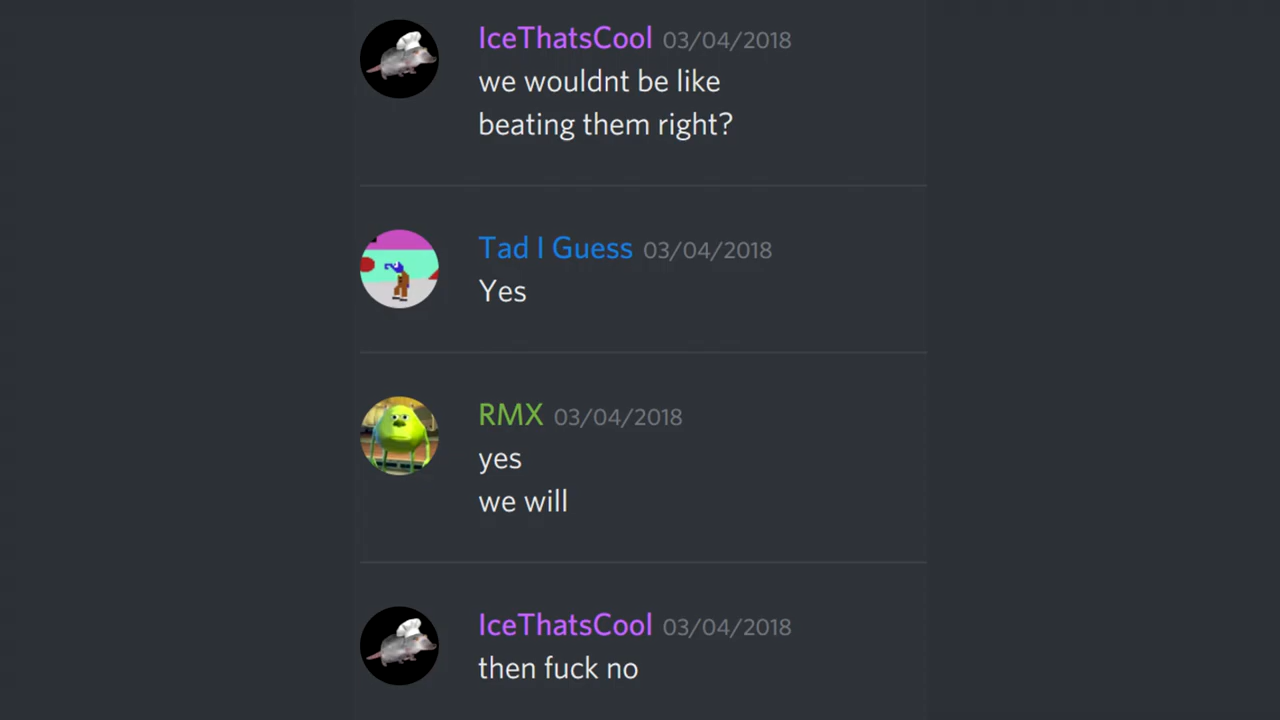 IceThatsCool 03/04/2018
we wouldnt be like
beating them right?
Tad I Guess 03/04/2018
Yes
RMX 03/04/2018
yes
we will
IceThatsCool 03/04/2018
then fuck no